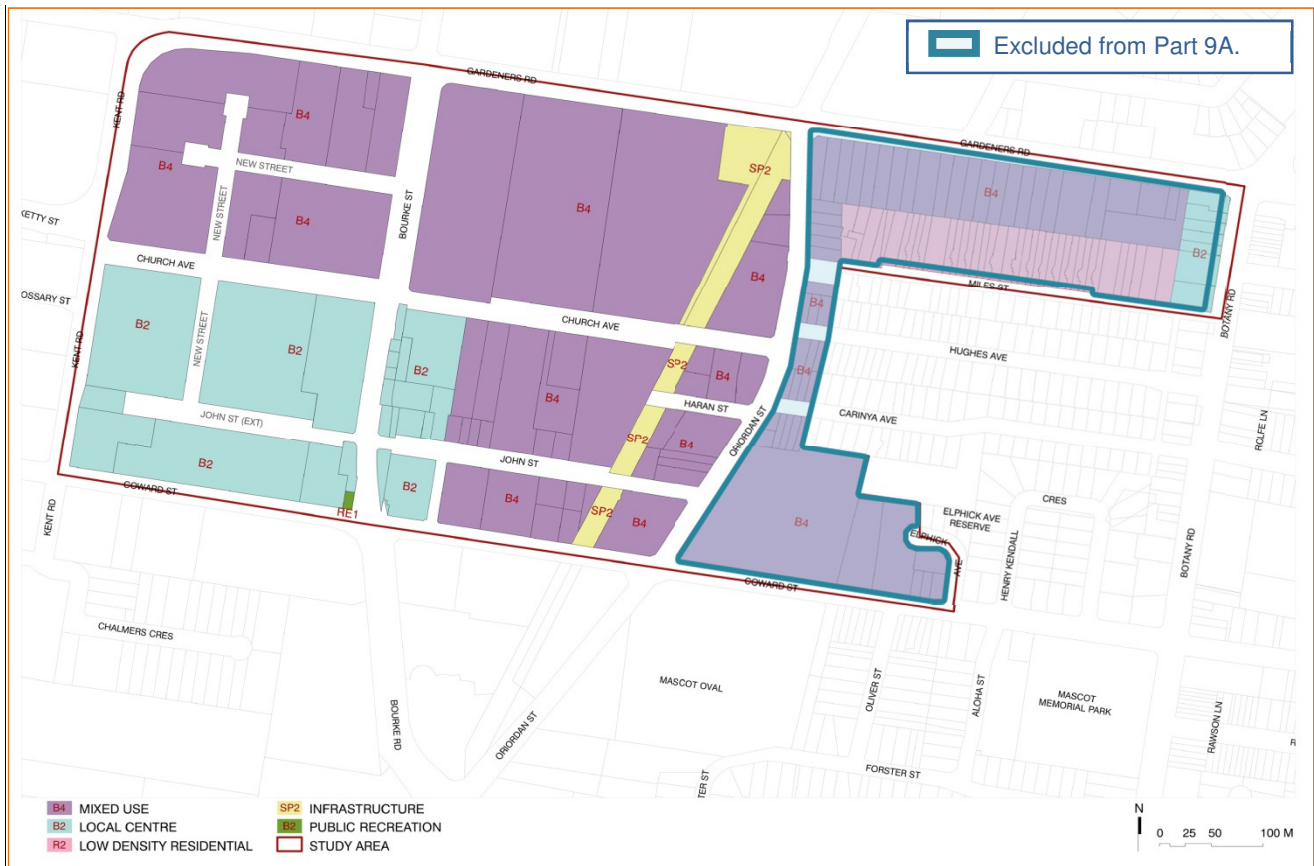 Excluded from Part 9A.
GARDENERS RD
KENT RD
B4
B4
NEW STREET
B4
NEW STREET
B4
BOURKE ST
B4
SP2
B4
GARDENERS RD
B4
B2
MILES ST
BOTANY RD
KETTY ST
CHURCH AVE
OSSARY ST
B2
KENT RD
NEW STREET
B2
B2
CHURCH AVE
B4
SP2
B4
HARAN ST
B4
B4
HUGHES AVE
CARINYA AVE
ROLFE LN
JOHN ST (EXT)
SP2
B4
ORIORDAN ST
B2
JOHN ST
B2
B4
SP2
B4
B4
COWARD ST
RE1
KENT RD
ELPHICK AVE
RESERVE
CRES
ELPHICK
AVE
HENRY KENDALL
BOTANY RD
COWARD ST
CHALMERS CRES
BOURKE RD
ORIORDAN ST
MASCOT OVAL
OLIVER ST
ALOHA ST
MASCOT
MEMORIAL PARK
RAWSON LN
R
TER ST
FORSTER ST
B4 MIXED USE
B2 LOCAL CENTRE
R2 LOW DENSITY RESIDENTIAL
SP2 INFRASTRUCTURE
B2 PUBLIC RECREATION
STUDY AREA
N
0 25 50 100 M